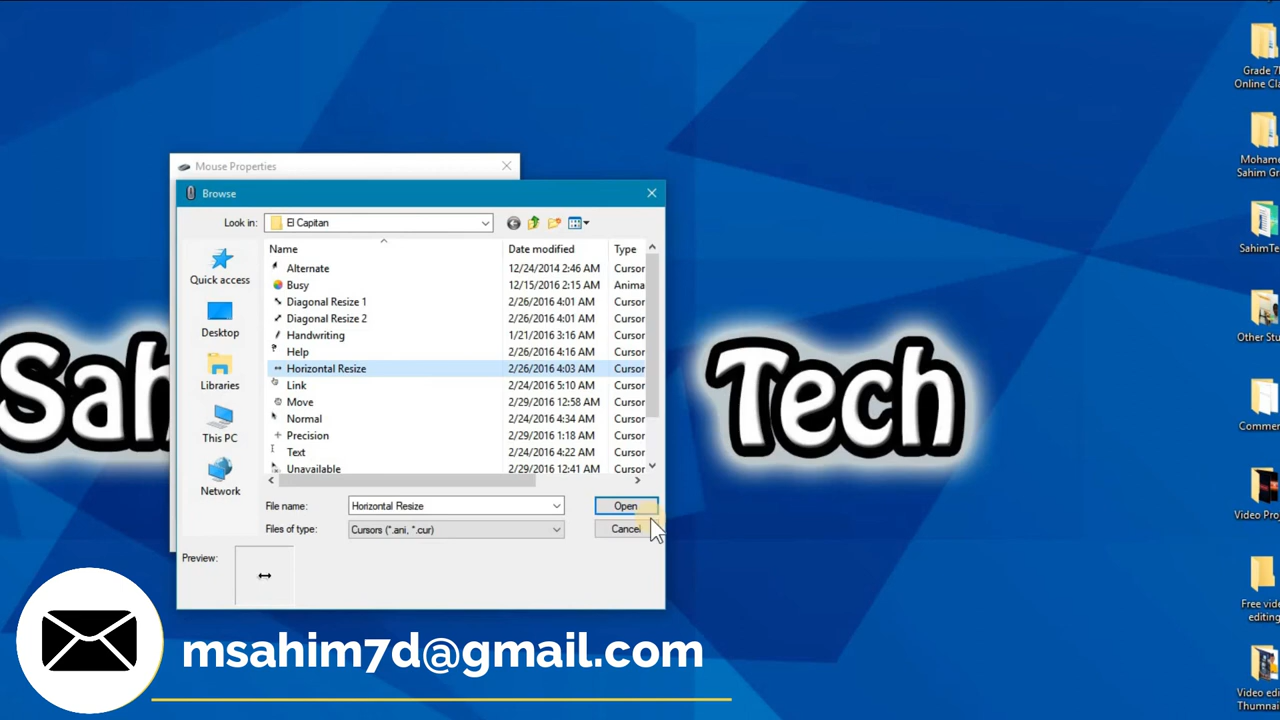 Mouse Properties
Browse
Look in:
El Capitan
Name
Date modified
Type
Alternate
12/24/2014 2:46 AM
Cursor
Busy
12/15/2016 2:15 AM
Anima
Diagonal Resize 1
2/26/2016 4:01 AM
Cursor
Diagonal Resize 2
2/26/2016 4:01 AM
Cursor
Handwriting
1/21/2016 3:16 AM
Cursor
Help
2/26/2016 4:16 AM
Cursor
Horizontal Resize
2/26/2016 4:03 AM
Cursor
Link
2/24/2016 5:10 AM
Cursor
Move
2/29/2016 12:58 AM
Cursor
Normal
2/24/2016 4:34 AM
Cursor
Precision
2/29/2016 1:18 AM
Cursor
Text
2/24/2016 4:22 AM
Cursor
Unavailable
2/29/2016 12:41 AM
Cursor
Quick access
Desktop
Libraries
This PC
Network
File name:
Horizontal Resize
Open
Files of type:
Cursors (*.ani, *.cur)
Cancel
Preview:
Sah
Tech
Grade 7
Online Cla
Mohame
Sahim Gr
SahimTe
Other Stu
Commer
Video Pro
Free vide
editing
Video edi
Thumnai
msahim7d@gmail.com